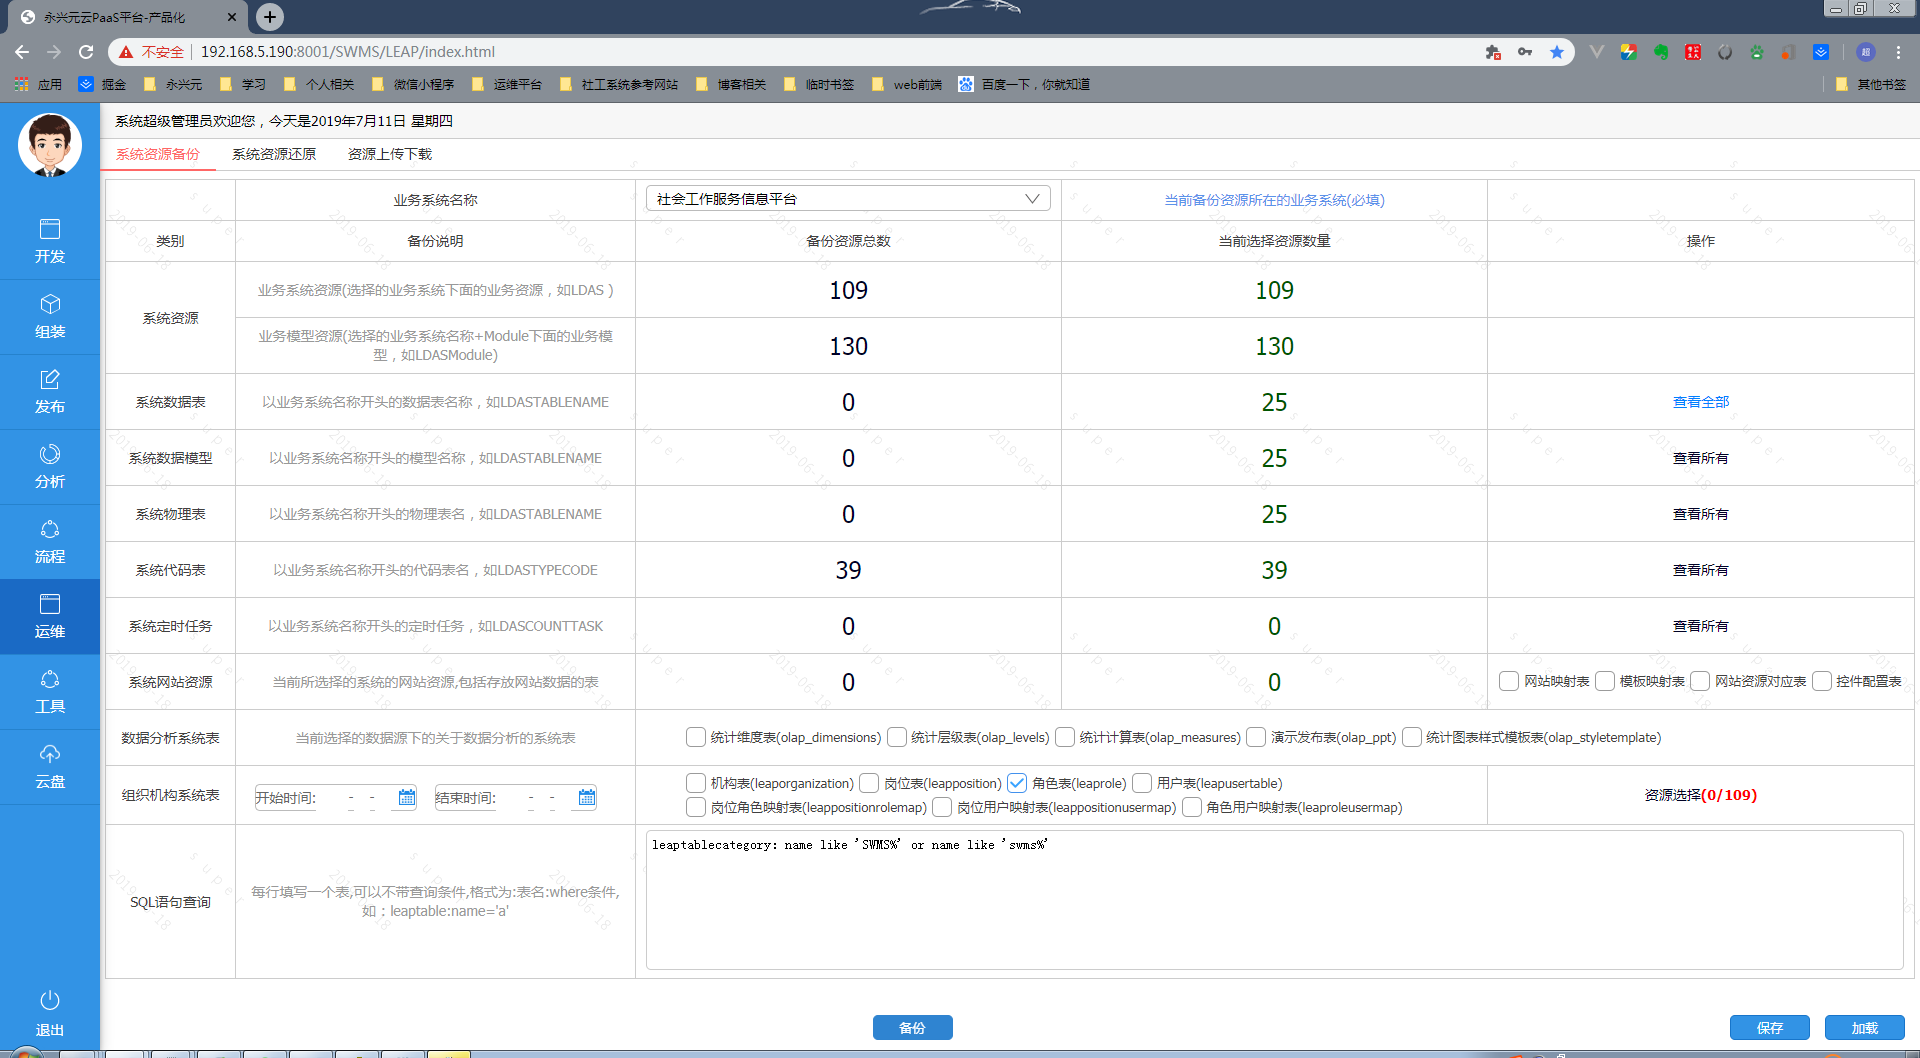 永兴元云PaaS平台-产品化
不安全 192.168.5.190:8001/SWMS/LEAP/index.html
超
应用 掘金 永兴元 学习 个人相关 微信小程序 运维平台 社工系统参考网站 博客相关 临时书签 web前端 百度一下，你就知道 其他书签
系统超级管理员欢迎您，今天是2019年7月11日 星期四
系统资源备份 系统资源还原 资源上传下载
开发
组装
发布
分析
流程
运维
工具
云盘
退出
业务系统名称 社会工作服务信息平台 当前备份资源所在的业务系统(必填)
类别 备份说明 备份资源总数 当前选择资源数量 操作
系统资源
业务系统资源(选择的业务系统下面的业务资源，如LDAS ) 109 109
业务模型资源(选择的业务系统名称+Module下面的业务模
型，如LDASModule) 130 130
系统数据表 以业务系统名称开头的数据表名称，如LDASTABLENAME 0 25 查看全部
系统数据模型 以业务系统名称开头的模型名称，如LDASTABLENAME 0 25 查看所有
系统物理表 以业务系统名称开头的物理表名，如LDASTABLENAME 0 25 查看所有
系统代码表 以业务系统名称开头的代码表名，如LDASTYPECODE 39 39 查看所有
系统定时任务 以业务系统名称开头的定时任务，如LDASCOUNTTASK 0 0 查看所有
系统网站资源 当前所选择的系统的网站资源,包括存放网站数据的表 0 0 网站映射表 模板映射表 网站资源对应表 控件配置表
数据分析系统表 当前选择的数据源下的关于数据分析的系统表 统计维度表(olap_dimensions) 统计层级表(olap_levels) 统计计算表(olap_measures) 演示发布表(olap_ppt) 统计图表样式模板表(olap_styletemplate)
组织机构系统表 开始时间: - - 结束时间: - -
机构表(leaporganization) 岗位表(leapposition) 角色表(leaprole) 用户表(leapusertable)
岗位角色映射表(leappositionrolemap) 岗位用户映射表(leappositionusermap) 角色用户映射表(leaproleusermap)
资源选择(0/109)
SQL语句查询 每行填写一个表,可以不带查询条件,格式为:表名:where条件,
如：leaptable:name='a'
leaptablecategory: name like 'SWMS%' or name like 'swms%'
备份 保存 加载
super
2019-06-18